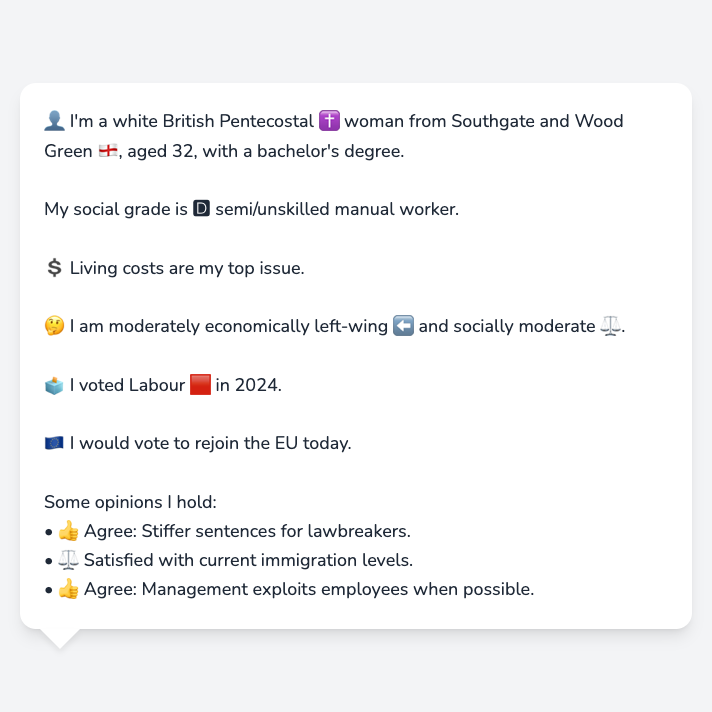 👤 I'm a white British Pentecostal ✝️ woman from Southgate and Wood
Green 🏴󠁧󠁢󠁥󠁮󠁧󠁿, aged 32, with a bachelor's degree.
My social grade is 🅳 semi/unskilled manual worker.
💲 Living costs are my top issue.
🤔 I am moderately economically left-wing ⬅️ and socially moderate ⚖️.
🗳️ I voted Labour 🟥 in 2024.
🇪🇺 I would vote to rejoin the EU today.
Some opinions I hold:
• 👍 Agree: Stiffer sentences for lawbreakers.
• ⚖️ Satisfied with current immigration levels.
• 👍 Agree: Management exploits employees when possible.